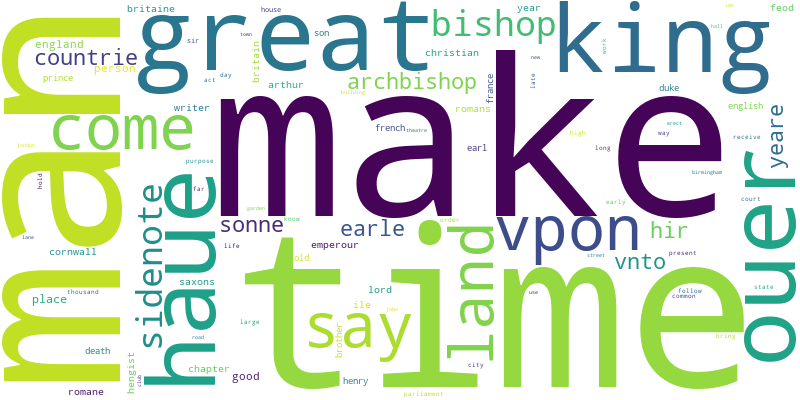 britaine
house
year
feod
great
bishop
king
sir
son
town
hall
england
countrie
prince
person
act
day
britain
christian
work
new
late
man
come
writer
archbishop
arthur
romans
france
duke
english
make
french
theatre
earl
high
long
way
erect
receive
yeare
purpose
far
hold
birmingham
court
early
haue
sidenote
garden
know
sonne
earle
order
vpon
hir
ouer
life
emperour
land
lane
cornwall
time
old
street
vnto
present
state
saxons
lord
place
thousand
large
ile
john
say
use
follow
common
road
brother
city
bring
death
hengist
club
chapter
good
henry
romane
parliament